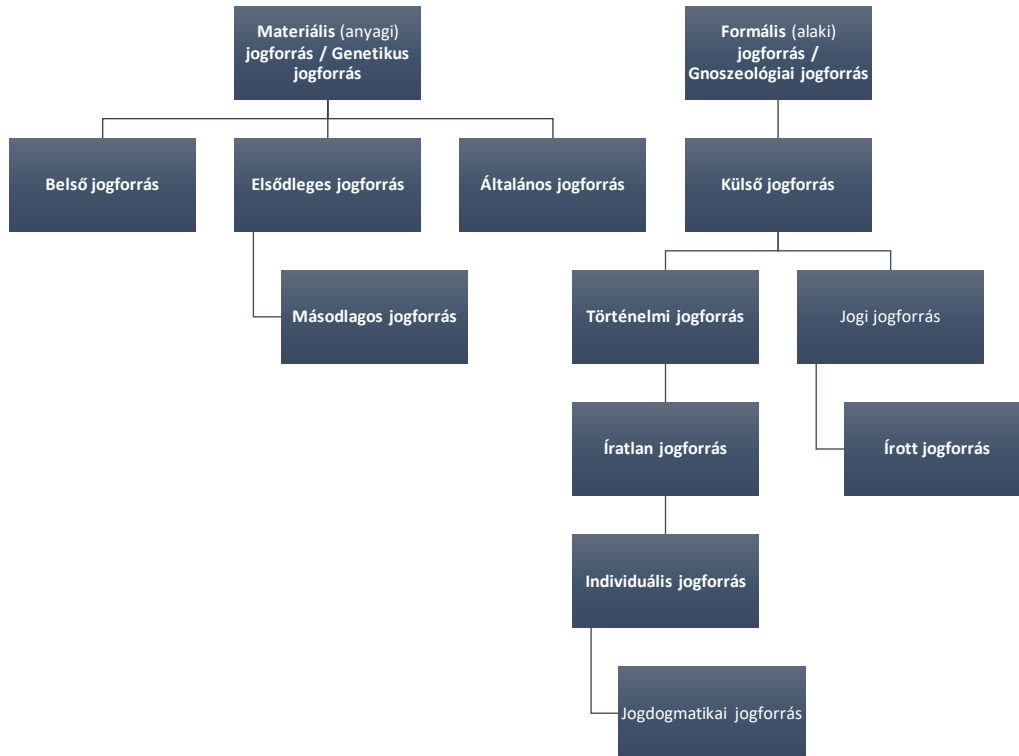 Materiális (anyagi)
jogforrás / Genetikus
jogforrás
Formális (alaki)
jogforrás /
Gnoszeológiai jogforrás
Belső jogforrás
Elsődleges jogforrás
Általános jogforrás
Külső jogforrás
Másodlagos jogforrás
Történelmi jogforrás
Jogi jogforrás
Íratlan jogforrás
Írott jogforrás
Individuális jogforrás
Jogdogmatikai jogforrás